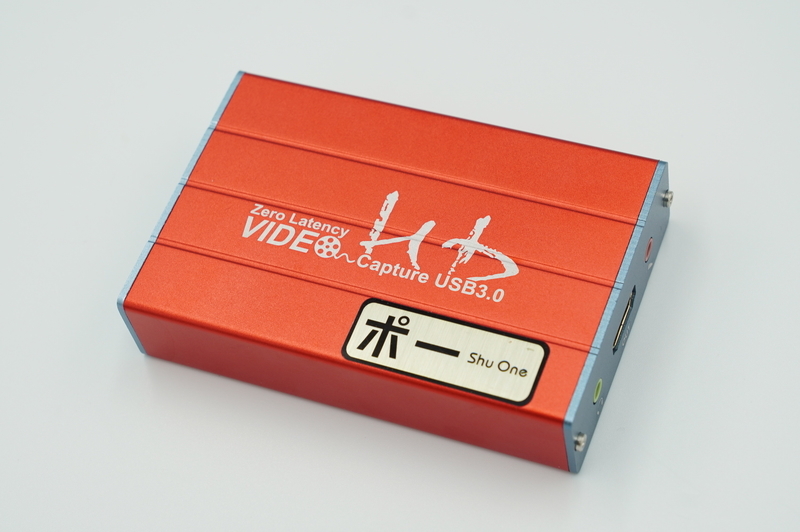 Zero Latency
VIDEO
Capture USB3.0
ポー Shu One